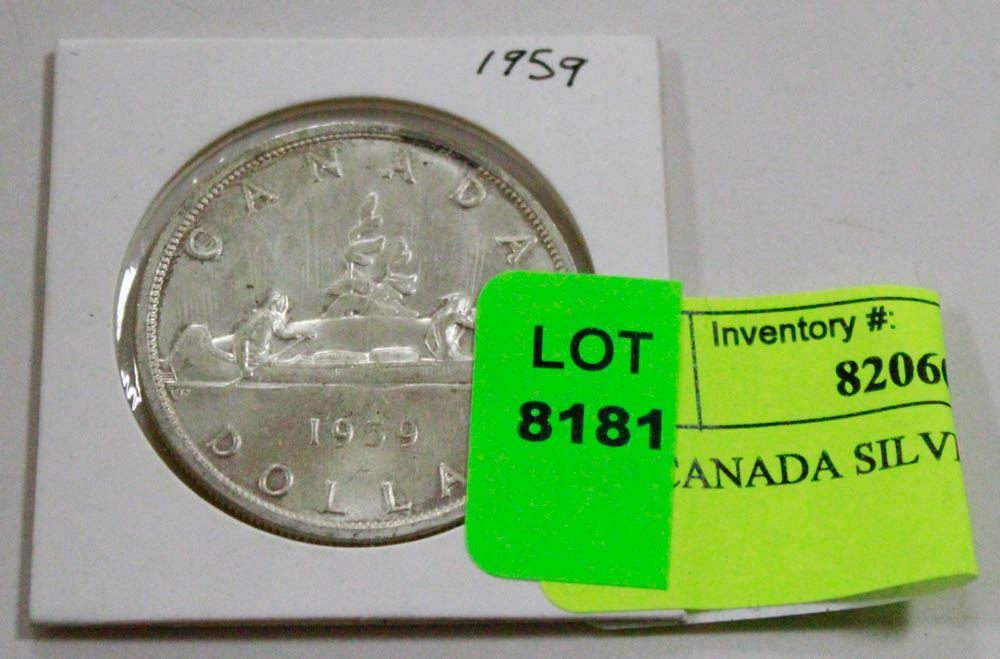 1959
CANADA
1959
DOLLA
LOT
8181
Inventory #:
8206
CANADA SILV